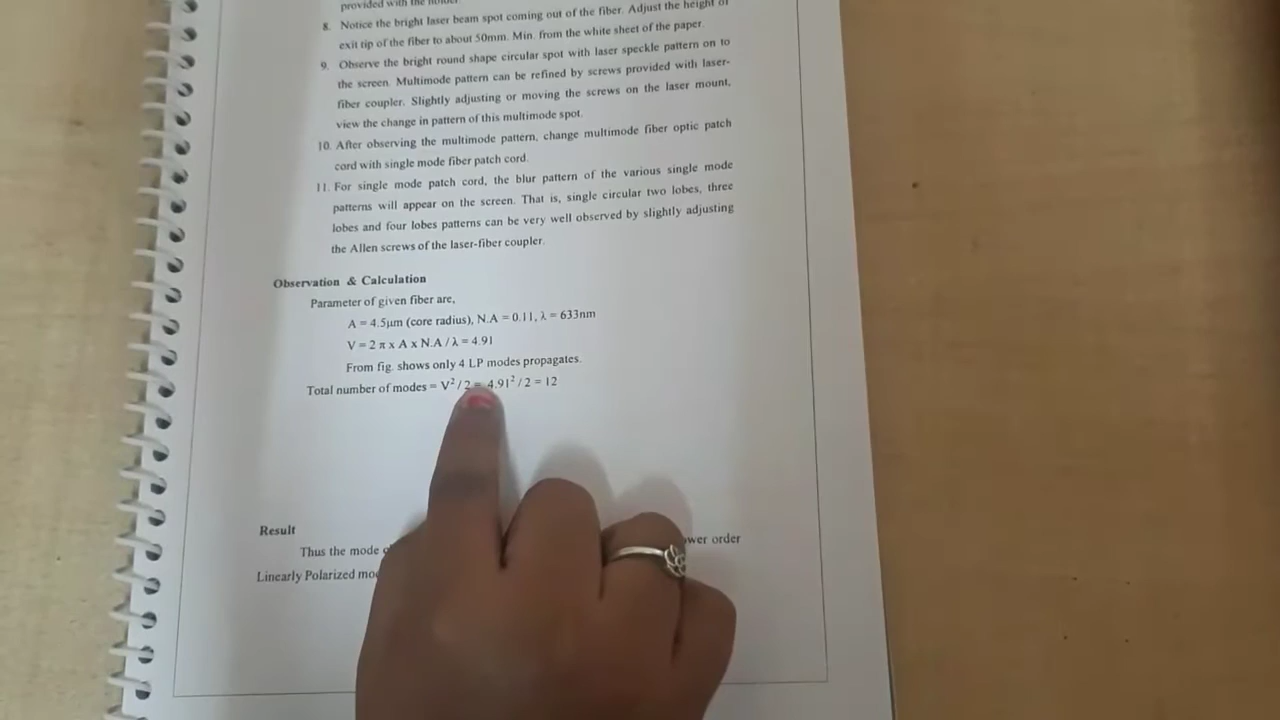 provided with the holder
8. Notice the bright laser beam spot coming out of the fiber. Adjust the height of
exit tip of the fiber to about 50mm. Min. from the white sheet of the paper.
9. Observe the bright round shape circular spot with laser speckle pattern on to
the screen. Multimode pattern can be refined by screws provided with laser-
fiber coupler. Slightly adjusting or moving the screws on the laser mount,
view the change in pattern of this multimode spot.
10. After observing the multimode pattern, change multimode fiber optic patch
cord with single mode fiber patch cord.
11. For single mode patch cord, the blur pattern of the various single mode
patterns will appear on the screen. That is, single circular two lobes, three
lobes and four lobes patterns can be very well observed by slightly adjusting
the Allen screws of the laser-fiber coupler.
Observation & Calculation
Parameter of given fiber are,
A = 4.5μm (core radius), N.A = 0.11, λ = 633nm
V = 2 π x A x N.A / λ = 4.91
From fig. shows only 4 LP modes propagates.
Total number of modes = V² / 2 = 4.91² / 2 = 12
Result
Thus the mode wer order
Linearly Polarized